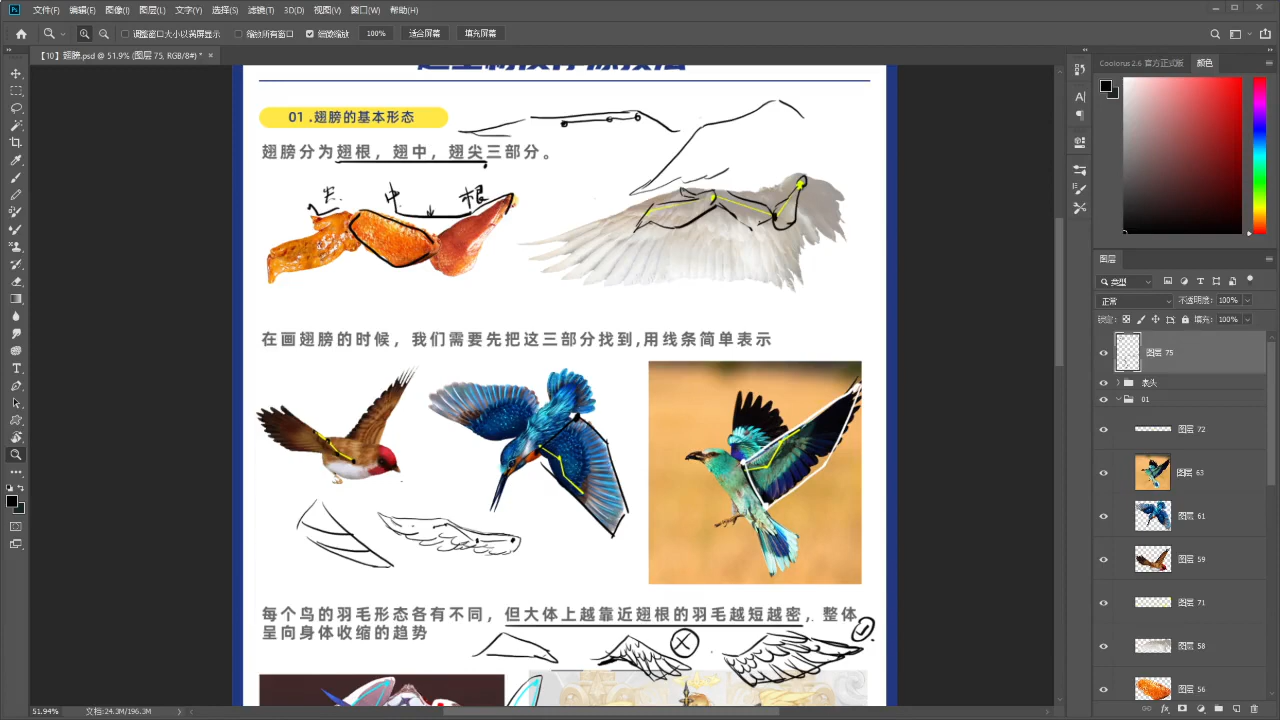 文件(F) 编辑(E) 图像(I) 图层(L) 文字(Y) 选择(S) 滤镜(T) 3D(D) 视图(V) 窗口(W) 帮助(H)
调整窗口大小以满屏显示 缩放所有窗口 细微缩放 100% 适合屏幕 填充屏幕
【10】翅膀.psd @ 51.9% (图层 75, RGB/8#) *
Coolorus 2.6 官方正式版 颜色
01 .翅膀的基本形态
翅膀分为翅根，翅中，翅尖三部分。
尖 中 根
在画翅膀的时候，我们需要先把这三部分找到,用线条简单表示
每个鸟的羽毛形态各有不同，但大体上越靠近翅根的羽毛越短越密，整体
呈向身体收缩的趋势
图层
类型
正常 不透明度: 100%
锁定: 填充: 100%
图层 75
表头
01
图层 72
图层 63
图层 61
图层 59
图层 71
图层 58
图层 56
51.94% 文档:24.3M/196.3M